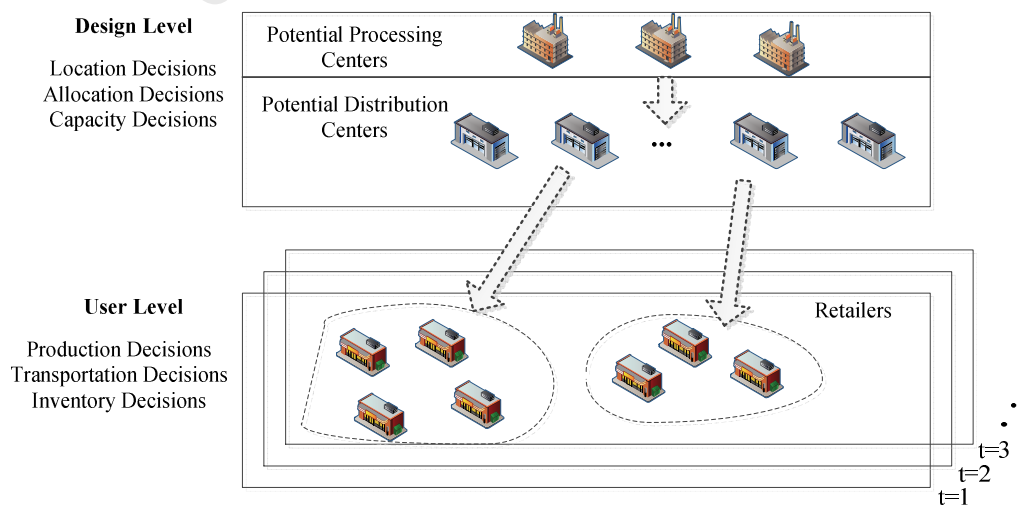 Design Level
Location Decisions
Allocation Decisions
Capacity Decisions
Potential Processing
Centers
Potential Distribution
Centers
...
User Level
Production Decisions
Transportation Decisions
Inventory Decisions
Retailers
t=3
t=2
t=1